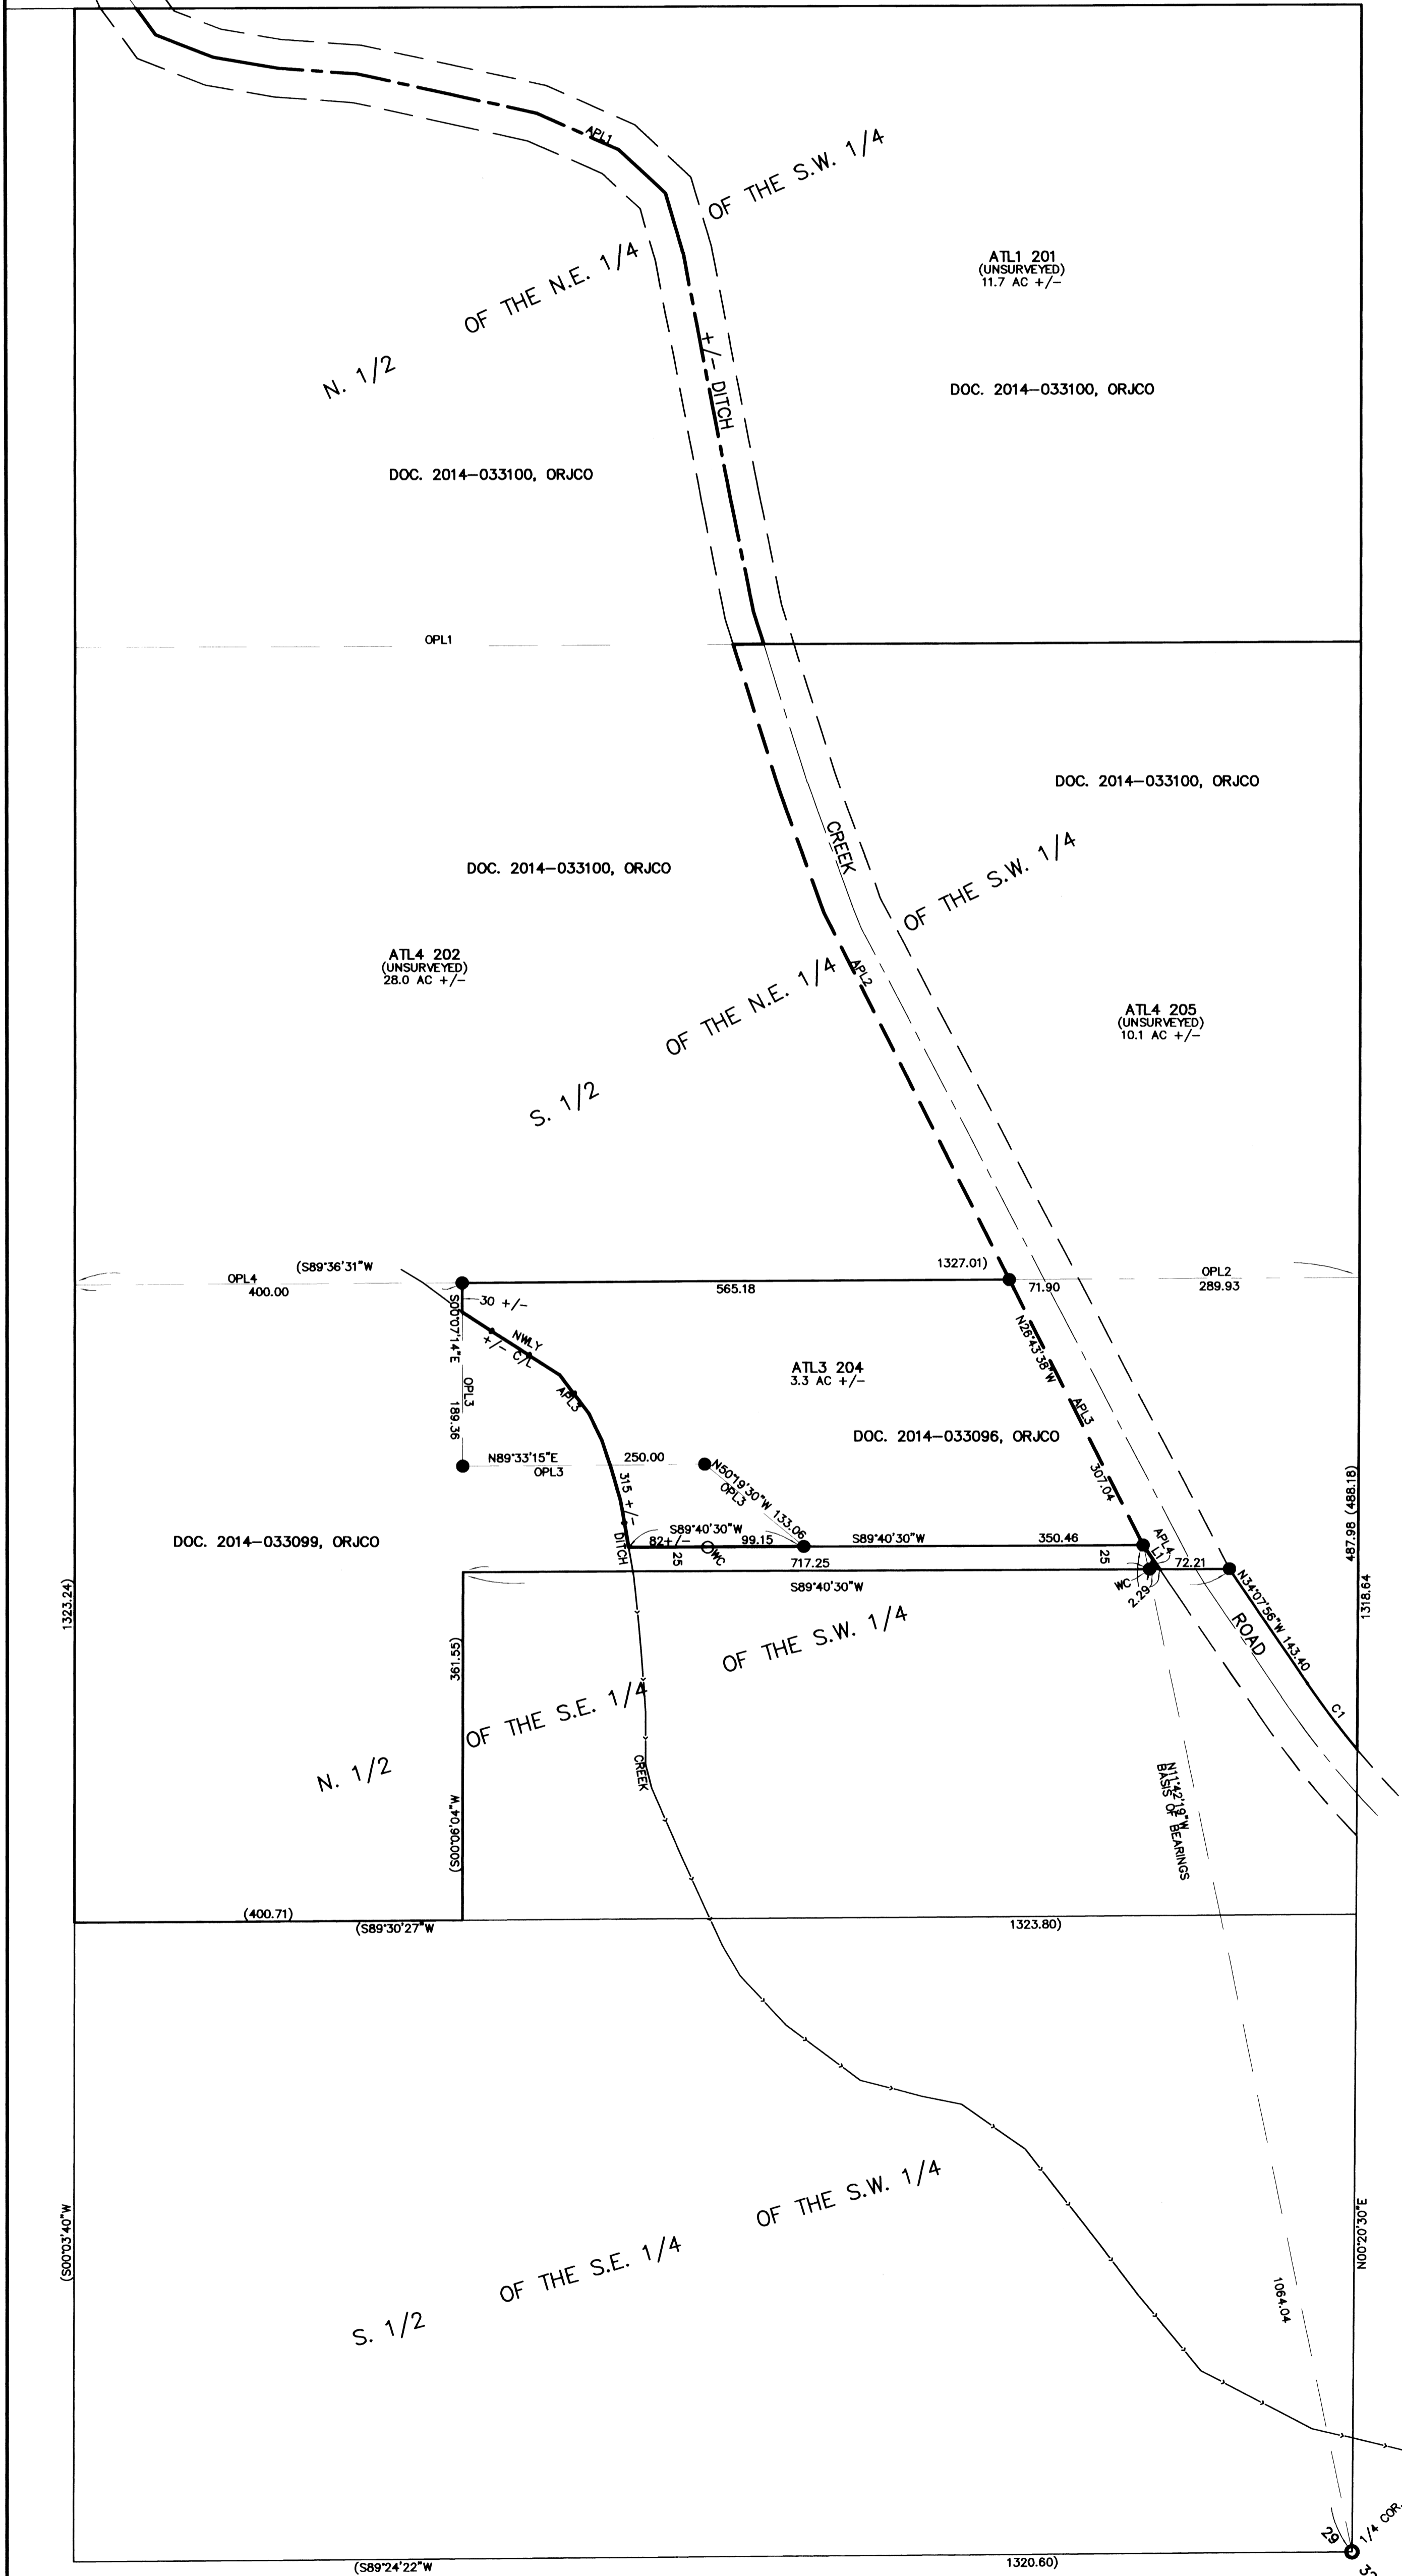 APL1
OF THE S.W. 1/4
OF THE N.E. 1/4
N. 1/2
ATL1 201
(UNSURVEYED)
11.7 AC +/-
+/- DITCH
DOC. 2014-033100, ORJCO
DOC. 2014-033100, ORJCO
OPL1
DOC. 2014-033100, ORJCO
CREEK
DOC. 2014-033100, ORJCO
OF THE S.W. 1/4
ATL4 202
(UNSURVEYED)
28.0 AC +/-
APL2
OF THE N.E. 1/4
S. 1/2
ATL4 205
(UNSURVEYED)
10.1 AC +/-
(S89°36'31"W
1327.01)
OPL4
400.00
565.18
71.90
OPL2
289.93
30 +/-
S00°07'14"E
OPL3
189.36
NWLY
+/- C/L
APL3
N26°43'38"W
APL3
307.04
ATL3 204
3.3 AC +/-
DOC. 2014-033096, ORJCO
N89°33'15"E
OPL3
250.00
N50°19'30"W 133.06
OPL3
315 +/-
DITCH
DOC. 2014-033099, ORJCO
S89°40'30"W
82+/-
WC
99.15
S89°40'30"W
350.46
25
717.25
25
APL4
L1
72.21
S89°40'30"W
WC
2.29
487.98 (488.18)
1318.64
1323.24)
N34°07'56"W 143.40
ROAD
C1
OF THE S.W. 1/4
361.55)
OF THE S.E. 1/4
N. 1/2
CREEK
(S00°06'04"W
N11°42'19"W
BASIS OF BEARINGS
(400.71)
(S89°30'27"W
1323.80)
OF THE S.W. 1/4
OF THE S.E. 1/4
S. 1/2
(S00°03'40"W
N00°20'30"E
1064.04
29
1/4 COR.
(S89°24'22"W
1320.60)